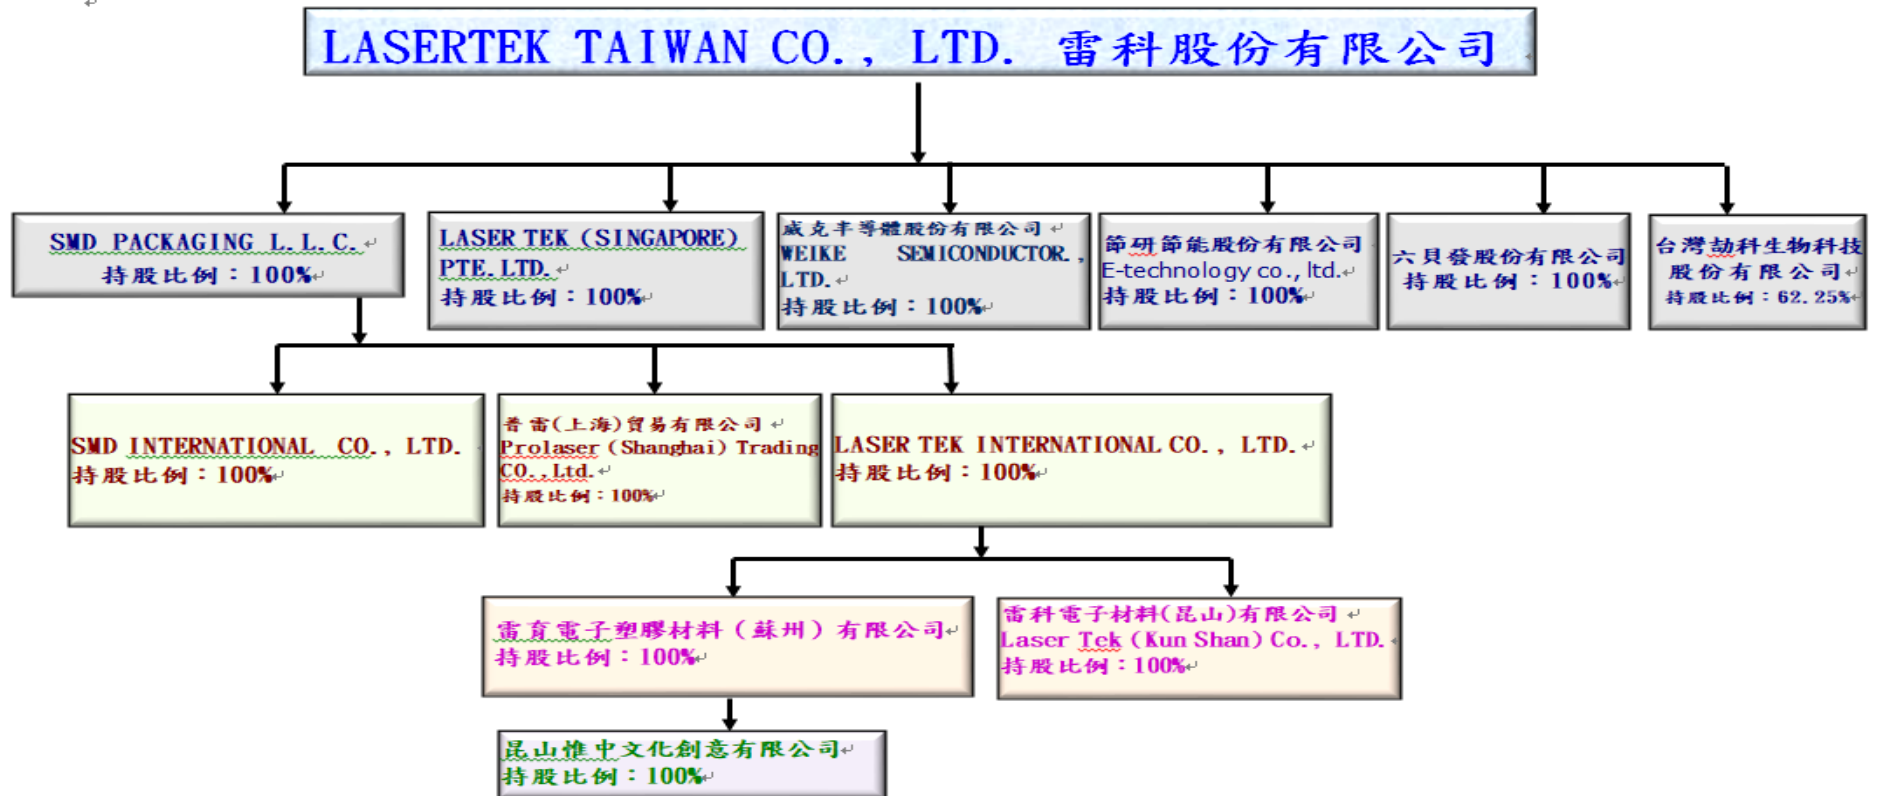 LASERTEK TAIWAN CO., LTD. 雷科股份有限公司
SMD PACKAGING L.L.C.
持股比例：100%
LASER TEK (SINGAPORE)
PTE.LTD.
持股比例：100%
威克半導體股份有限公司
WEIKE SEMICONDUCTOR.,
LTD.
持股比例：100%
節研節能股份有限公司
E-technology co., ltd.
持股比例：100%
六貝發股份有限公司
持股比例：100%
台灣劼科生物科技
股份有限公司
持股比例：62.25%
SMD INTERNATIONAL CO., LTD.
持股比例：100%
普雷(上海)貿易有限公司
Prolaser (Shanghai) Trading
CO.,Ltd.
持股比例：100%
LASER TEK INTERNATIONAL CO., LTD.
持股比例：100%
雷育電子塑膠材料（蘇州）有限公司
持股比例：100%
雷科電子材料(昆山)有限公司
Laser Tek (Kun Shan) Co., LTD.
持股比例：100%
昆山惟中文化創意有限公司
持股比例：100%